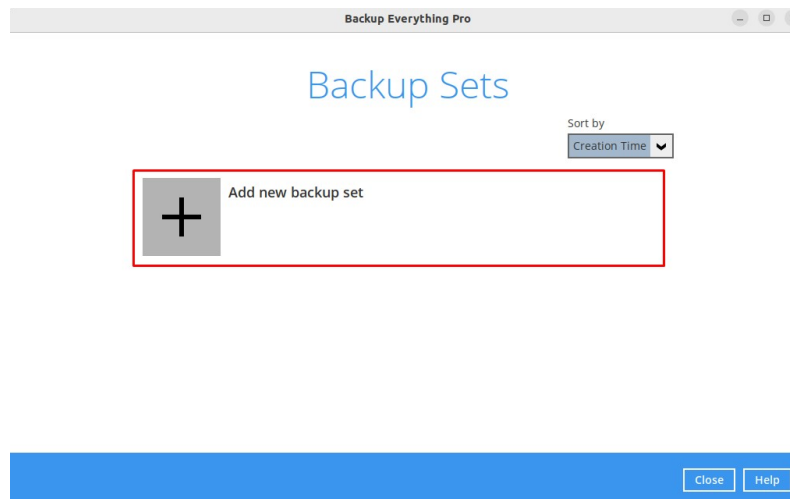 Backup Everything Pro
Backup Sets
Sort by
Creation Time
Add new backup set
Close Help